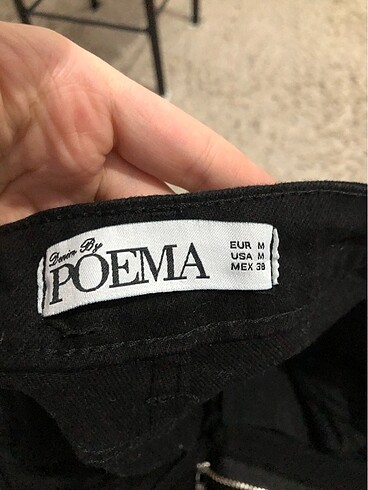 Denim By
POEMA
EUR M
USA M
MEX 38